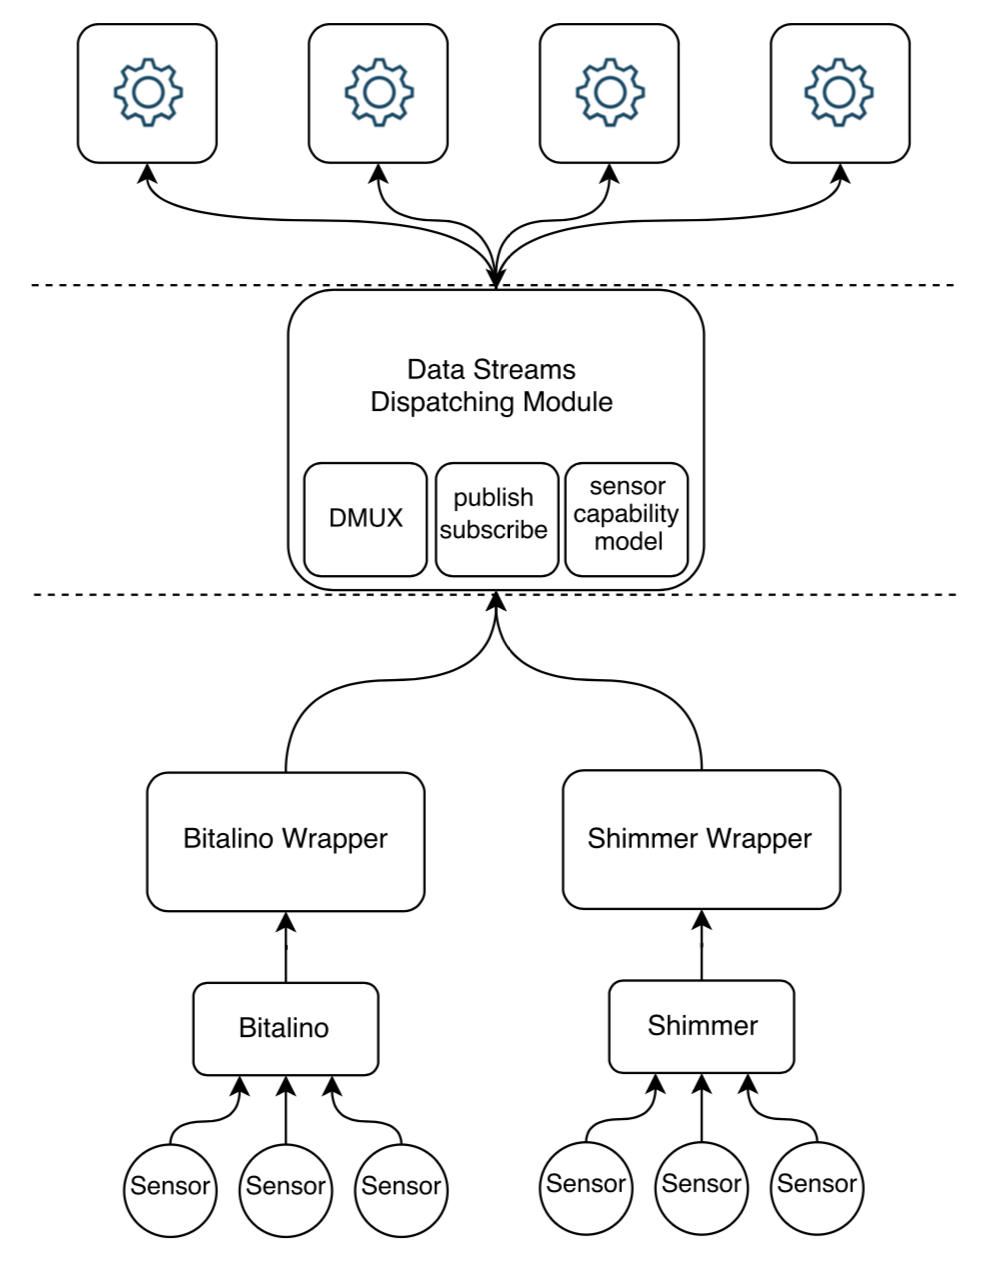 Data Streams
Dispatching Module
DMUX
publish
subscribe
sensor
capability
model
Bitalino Wrapper
Shimmer Wrapper
Bitalino
Shimmer
Sensor
Sensor
Sensor
Sensor
Sensor
Sensor